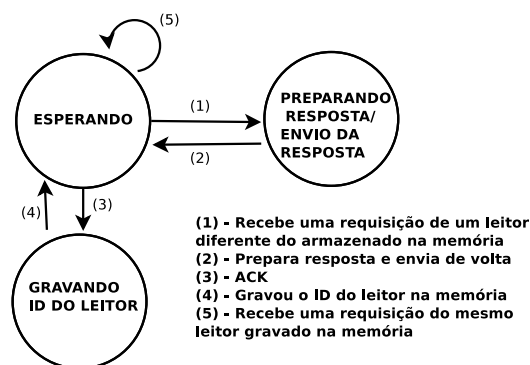 (5)
ESPERANDO
(1)
(2)
PREPARANDO
RESPOSTA/
ENVIO DA
RESPOSTA
(4)
(3)
GRAVANDO
ID DO LEITOR
(1) - Recebe uma requisição de um leitor
diferente do armazenado na memória
(2) - Prepara resposta e envia de volta
(3) - ACK
(4) - Gravou o ID do leitor na memória
(5) - Recebe uma requisição do mesmo
leitor gravado na memória